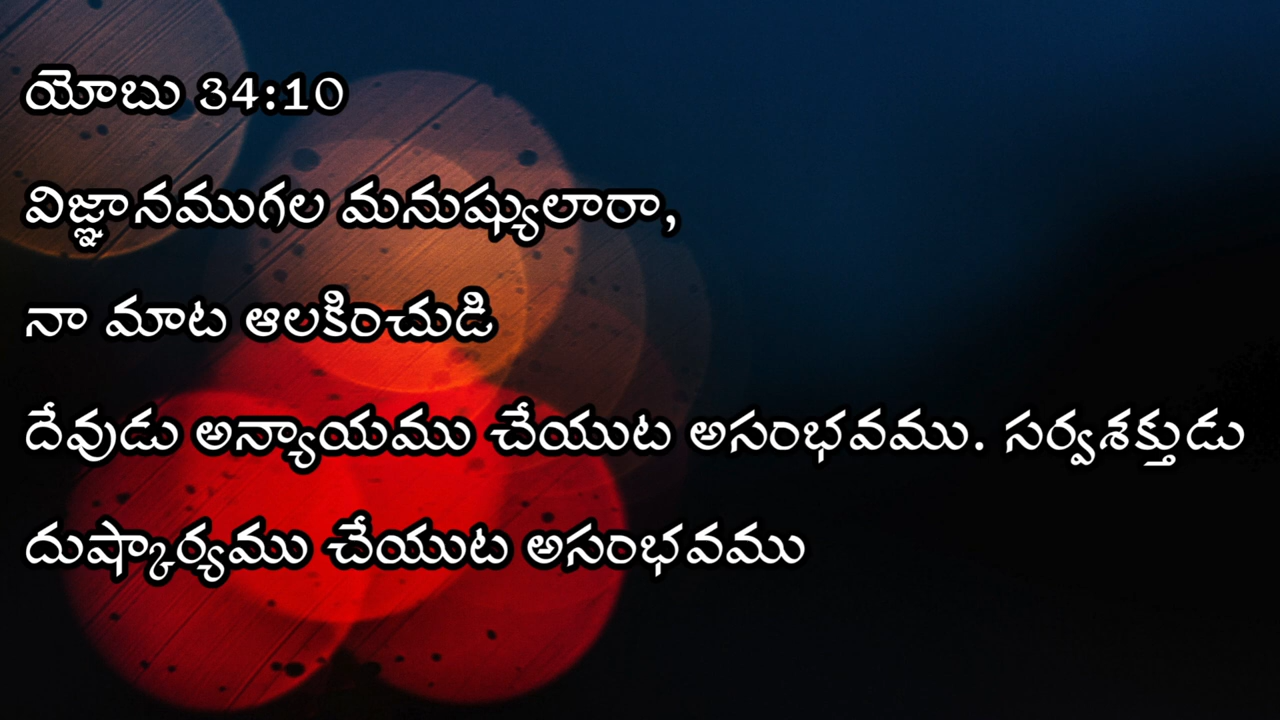 యోబు 34:10
విజ్ఞానముగల మనుష్యులారా,
నా మాట ఆలకించుడి
దేవుడు అన్యాయము చేయుట అసంభవము. సర్వశక్తుడు
దుష్కార్యము చేయుట అసంభవము